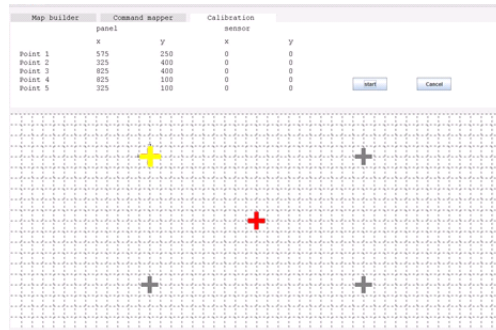 Map builder Command mapper Calibration
panel sensor
x y x y
Point 1 575 250 0 0
Point 2 325 400 0 0
Point 3 825 400 0 0
Point 4 825 100 0 0
Point 5 325 100 0 0
start Cancel